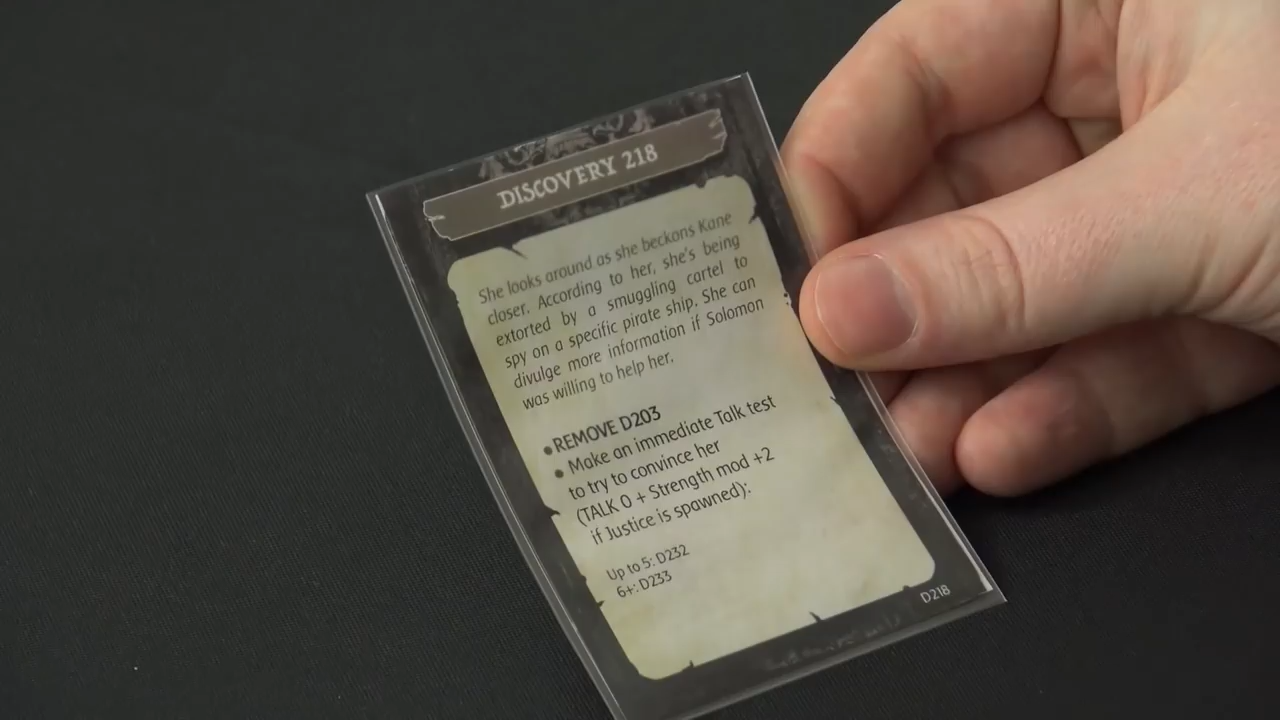 DISCOVERY 218
She looks around as she beckons Kane
closer. According to her, she's being
extorted by a smuggling cartel to
spy on a specific pirate ship. She can
divulge more information if Solomon
was willing to help her.
•REMOVE D203
• Make an immediate Talk test
to try to convince her
(TALK 0 + Strength mod +2
if Justice is spawned):
Up to 5: D232
6+: D233
D218